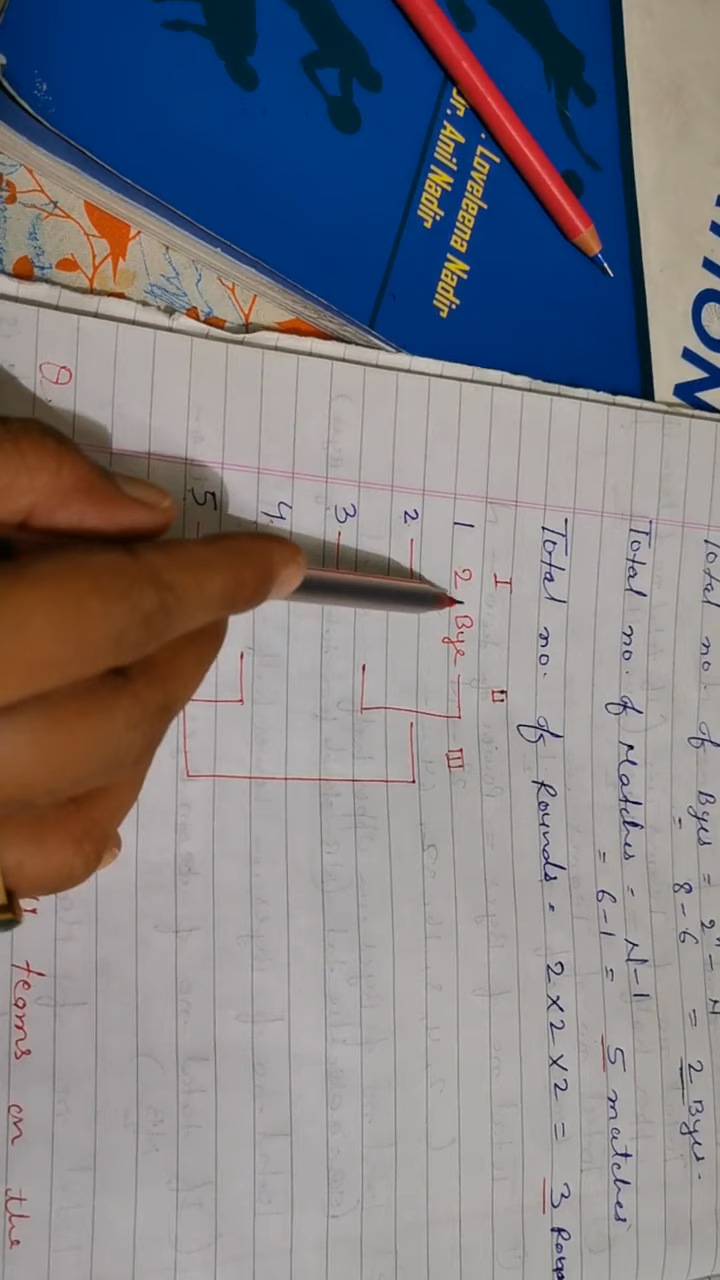 . Loveleena Nadir
Dr. Anil Nadir
Total no. of Byes = 2ⁿ - N
= 8 - 6 = 2 Byes.
Total no. of Matches = N-1
= 6-1 = 5 matches
Total no. of Rounds = 2×2×2 = 3
I II III
1 2 Bye
2
3
4
5
Q.
teams on the